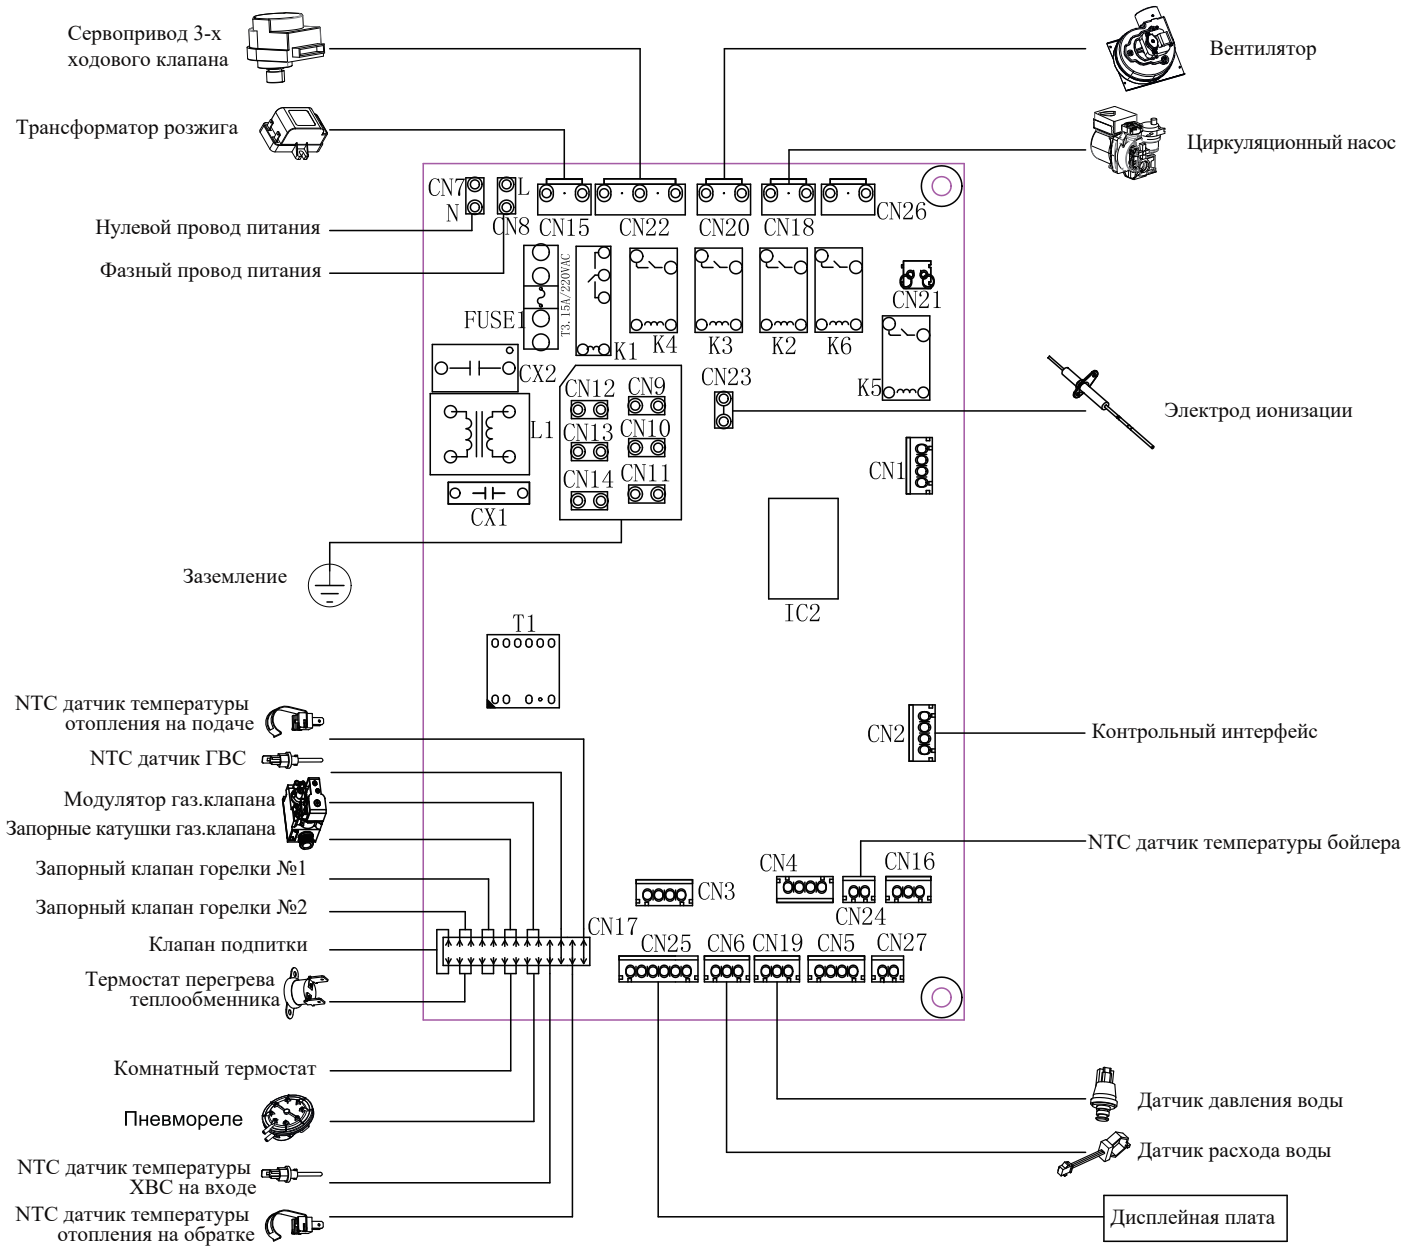 Сервопривод 3-х
ходового клапана
Вентилятор
Трансформатор розжига
Циркуляционный насос
CN7
L
N
CN8
CN15
CN22
CN20
CN18
CN26
Нулевой провод питания
Фазный провод питания
FUSE1
T3.15A/220VAC
K1
K4
K3
K2
K6
CN21
K5
CX2
CN12
CN9
CN23
Электрод ионизации
L1
CN13
CN10
CN1
CN14
CN11
CX1
Заземление
IC2
T1
NTC датчик температуры
отопления на подаче
CN2
Контрольный интерфейс
NTC датчик ГВС
Модулятор газ.клапана
Запорные катушки газ.клапана
NTC датчик температуры бойлера
Запорный клапан горелки №1
CN3
CN4
CN24
CN16
Запорный клапан горелки №2
CN17
Клапан подпитки
CN25
CN6
CN19
CN5
CN27
Термостат перегрева
теплообменника
Комнатный термостат
Пневмореле
Датчик давления воды
Датчик расхода воды
NTC датчик температуры
ХВС на входе
NTC датчик температуры
отопления на обратке
Дисплейная плата